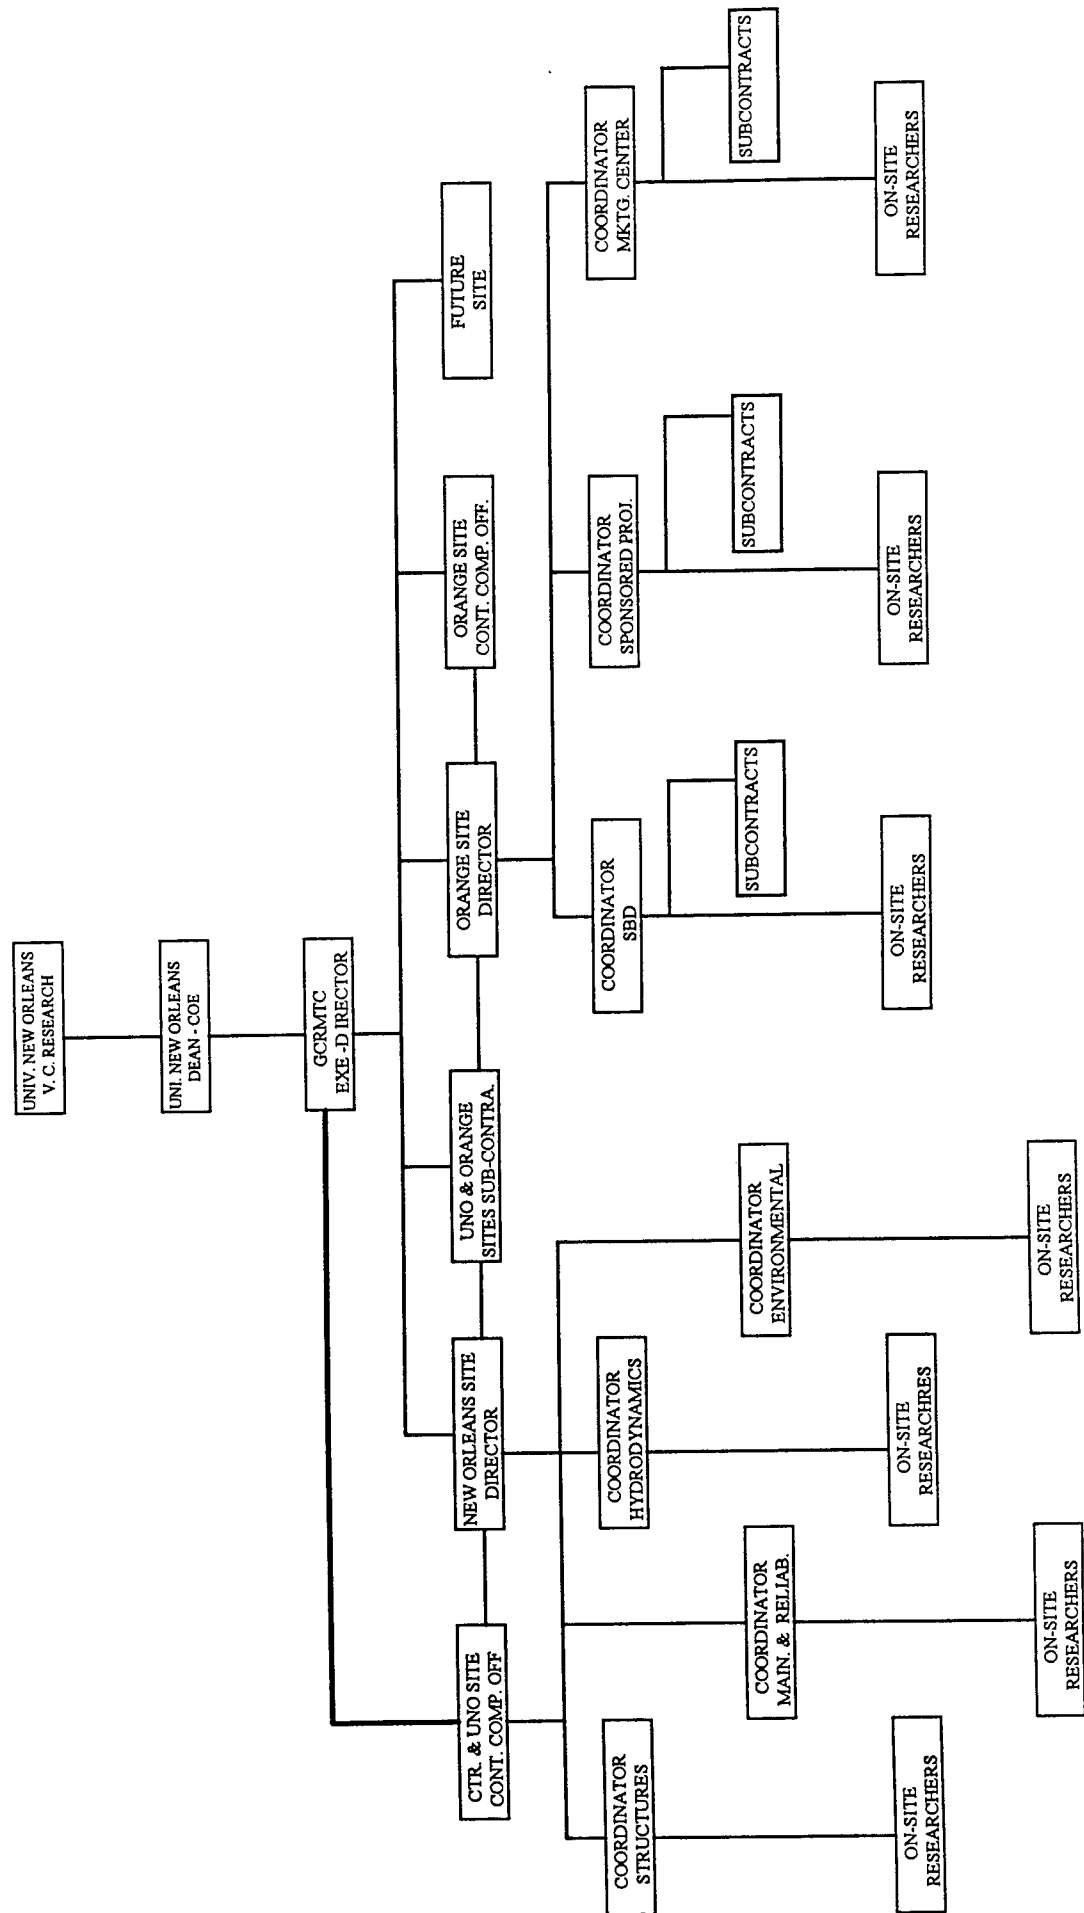 UNIV. NEW ORLEANS
V. C. RESEARCH
UNI. NEW ORLEANS
DEAN - COE
GCRMTC
EXE -D IRECTOR
CTR. & UNO SITE
CONT. COMP. OFF
NEW ORLEANS SITE
DIRECTOR
UNO & ORANGE
SITES SUB-CONTRA.
ORANGE SITE
DIRECTOR
ORANGE SITE
CONT. COMP. OFF.
FUTURE
SITE
COORDINATOR
STRUCTURES
COORDINATOR
MAIN. & RELIAB.
COORDINATOR
HYDRODYNAMICS
COORDINATOR
ENVIRONMENTAL
COORDINATOR
SBD
COORDINATOR
SPONSORED PROJ.
COORDINATOR
MKTG. CENTER
SUBCONTRACTS
SUBCONTRACTS
SUBCONTRACTS
ON-SITE
RESEARCHERS
ON-SITE
RESEARCHERS
ON-SITE
RESEARCHRES
ON-SITE
RESEARCHERS
ON-SITE
RESEARCHERS
ON-SITE
RESEARCHERS
ON-SITE
RESEARCHERS